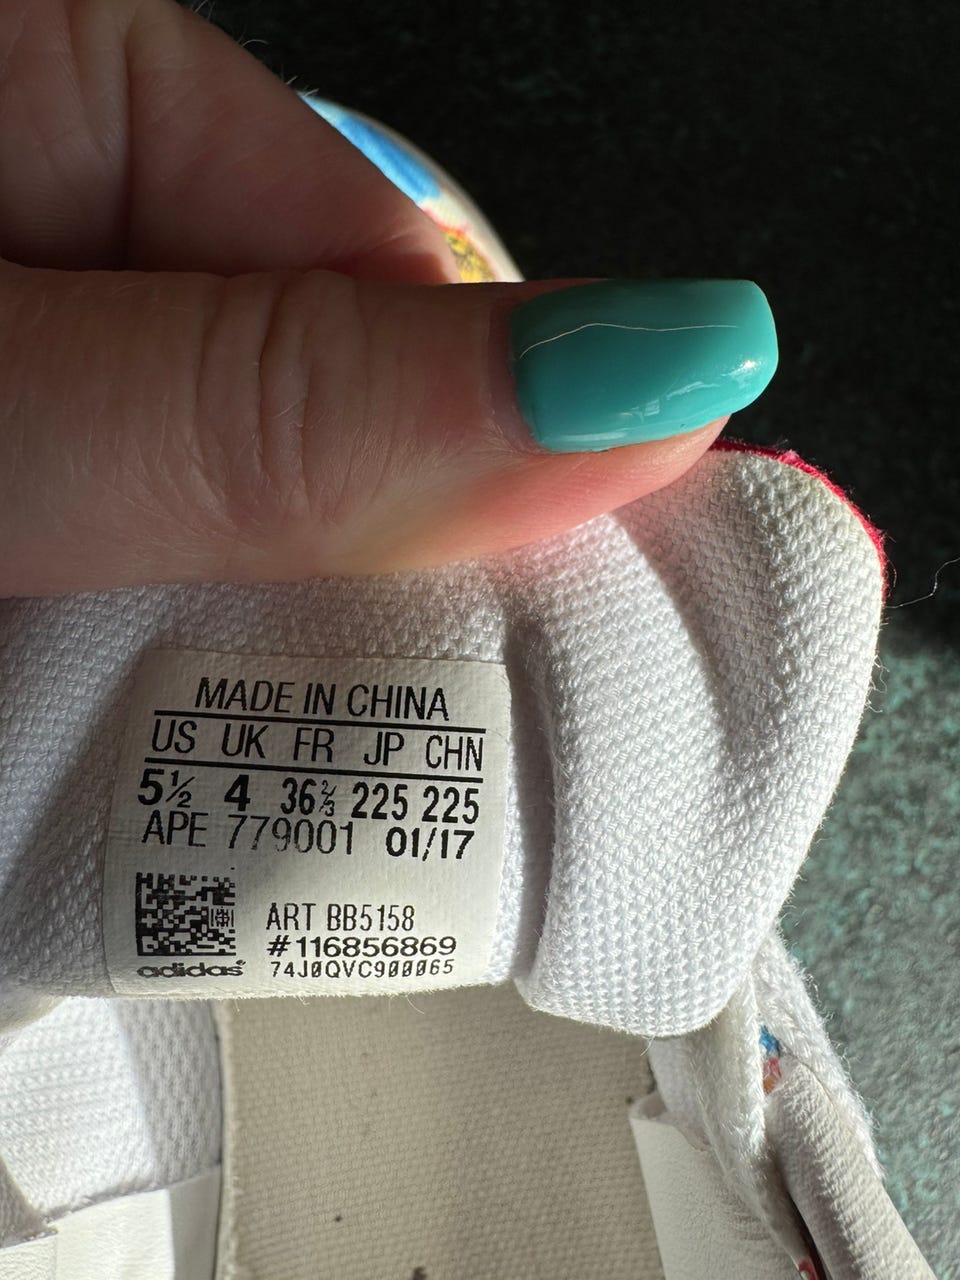 MADE IN CHINA
US UK FR JP CHN
5½ 4 36⅔ 225 225
APE 779001 01/17
ART BB5158
#116856869
adidas 74J0QVC900065